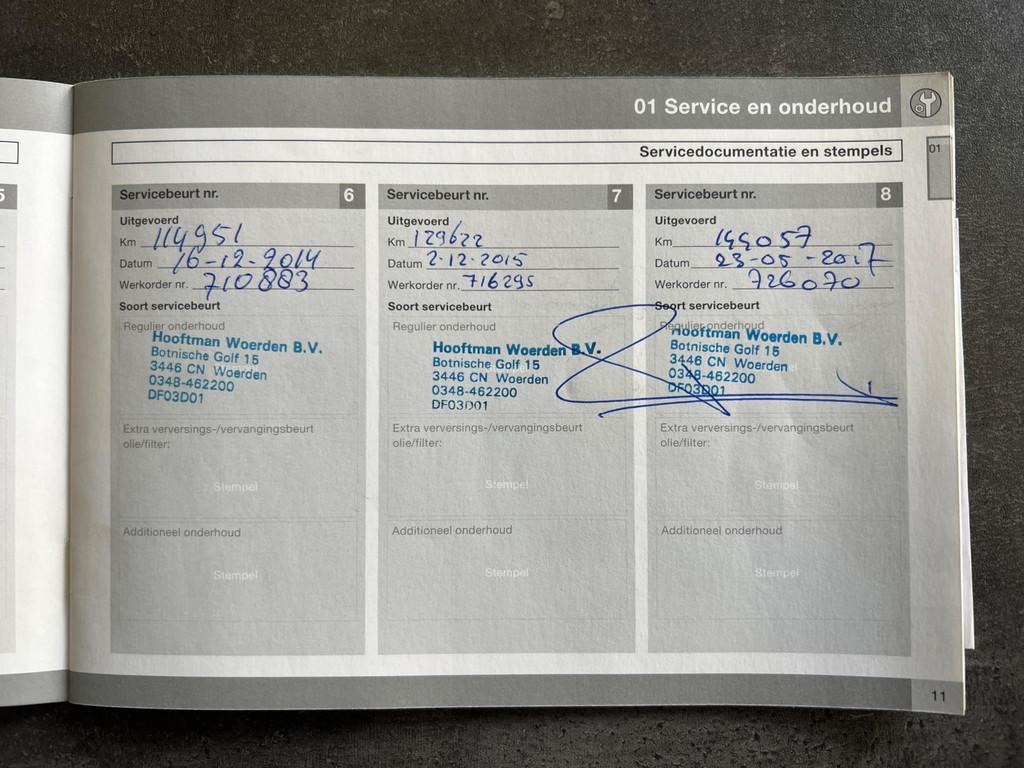 01 Service en onderhoud
Servicedocumentatie en stempels
01
5
Servicebeurt nr. 6
Uitgevoerd
Km 114951
Datum 16-12-2014
Werkorder nr. 710883
Soort servicebeurt
Regulier onderhoud
Hooftman Woerden B.V.
Botnische Golf 15
3446 CN Woerden
0348-462200
DF03D01
Extra verversings-/vervangingsbeurt
olie/filter:
Stempel
Additioneel onderhoud
Stempel
Servicebeurt nr. 7
Uitgevoerd
Km 129622
Datum 2-12-2015
Werkorder nr. 716295
Soort servicebeurt
Regulier onderhoud
Hooftman Woerden B.V.
Botnische Golf 15
3446 CN Woerden
0348-462200
DF03D01
Extra verversings-/vervangingsbeurt
olie/filter:
Stempel
Additioneel onderhoud
Stempel
Servicebeurt nr. 8
Uitgevoerd
Km 149057
Datum 23-05-2017
Werkorder nr. 726070
Soort servicebeurt
Regulier onderhoud
Hooftman Woerden B.V.
Botnische Golf 15
3446 CN Woerden
0348-462200
DF03D01
Extra verversings-/vervangingsbeurt
olie/filter:
Stempel
Additioneel onderhoud
Stempel
11